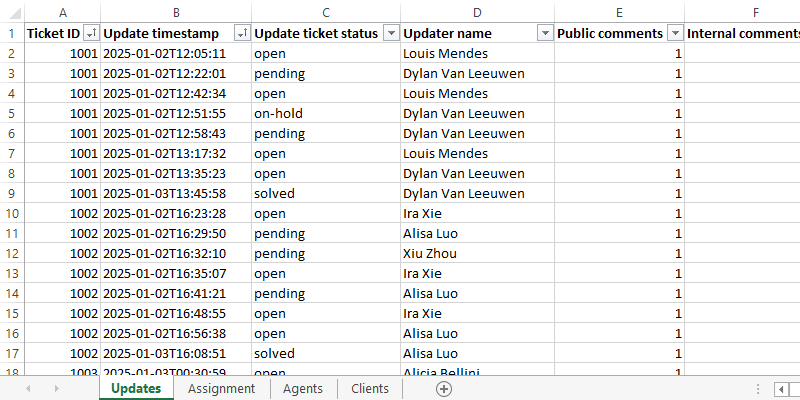 A B C D E F
1 Ticket ID Update timestamp Update ticket status Updater name Public comments Internal comments
2 1001 2025-01-02T12:05:11 open Louis Mendes 1
3 1001 2025-01-02T12:22:01 pending Dylan Van Leeuwen 1
4 1001 2025-01-02T12:42:34 open Louis Mendes 1
5 1001 2025-01-02T12:51:55 on-hold Dylan Van Leeuwen 1
6 1001 2025-01-02T12:58:43 pending Dylan Van Leeuwen 1
7 1001 2025-01-02T13:17:32 open Louis Mendes 1
8 1001 2025-01-02T13:35:23 open Dylan Van Leeuwen 1
9 1001 2025-01-03T13:45:58 solved Dylan Van Leeuwen 1
10 1002 2025-01-02T16:23:28 open Ira Xie 1
11 1002 2025-01-02T16:29:50 pending Alisa Luo 1
12 1002 2025-01-02T16:32:10 pending Xiu Zhou 1
13 1002 2025-01-02T16:35:07 open Ira Xie 1
14 1002 2025-01-02T16:41:21 pending Alisa Luo 1
15 1002 2025-01-02T16:48:55 open Ira Xie 1
16 1002 2025-01-02T16:56:38 open Alisa Luo 1
17 1002 2025-01-03T16:08:51 solved Alisa Luo 1
18 1003 2025-01-03T00:30:59 open Alicia Bellini 1
Updates Assignment Agents Clients